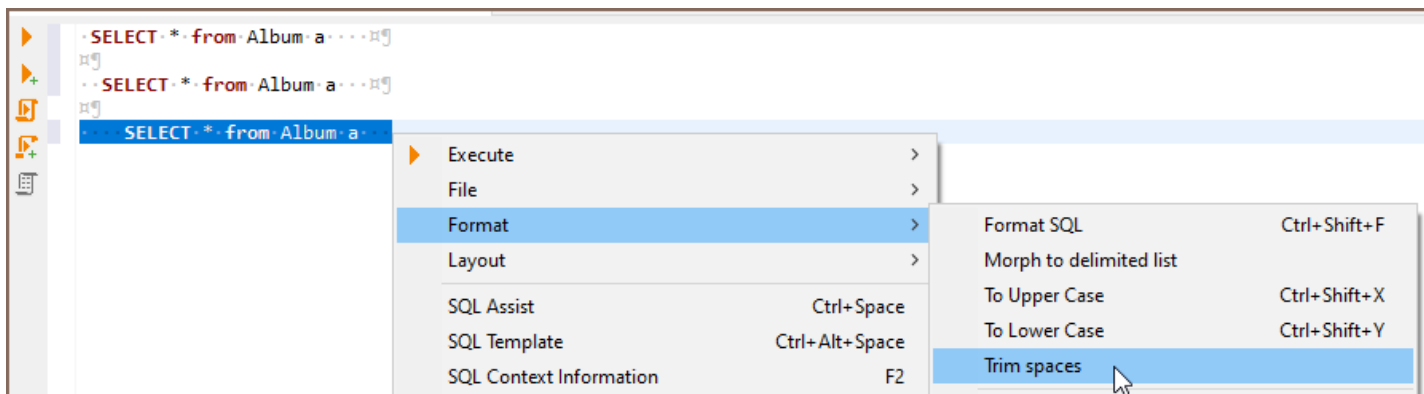 ·SELECT·*·from·Album·a····¤¶
¤¶
··SELECT·*·from·Album·a···¤¶
¤¶
····SELECT·*·from·Album·a···
Execute >
File >
Format >
Layout >
SQL Assist Ctrl+Space
SQL Template Ctrl+Alt+Space
SQL Context Information F2
Format SQL Ctrl+Shift+F
Morph to delimited list
To Upper Case Ctrl+Shift+X
To Lower Case Ctrl+Shift+Y
Trim spaces